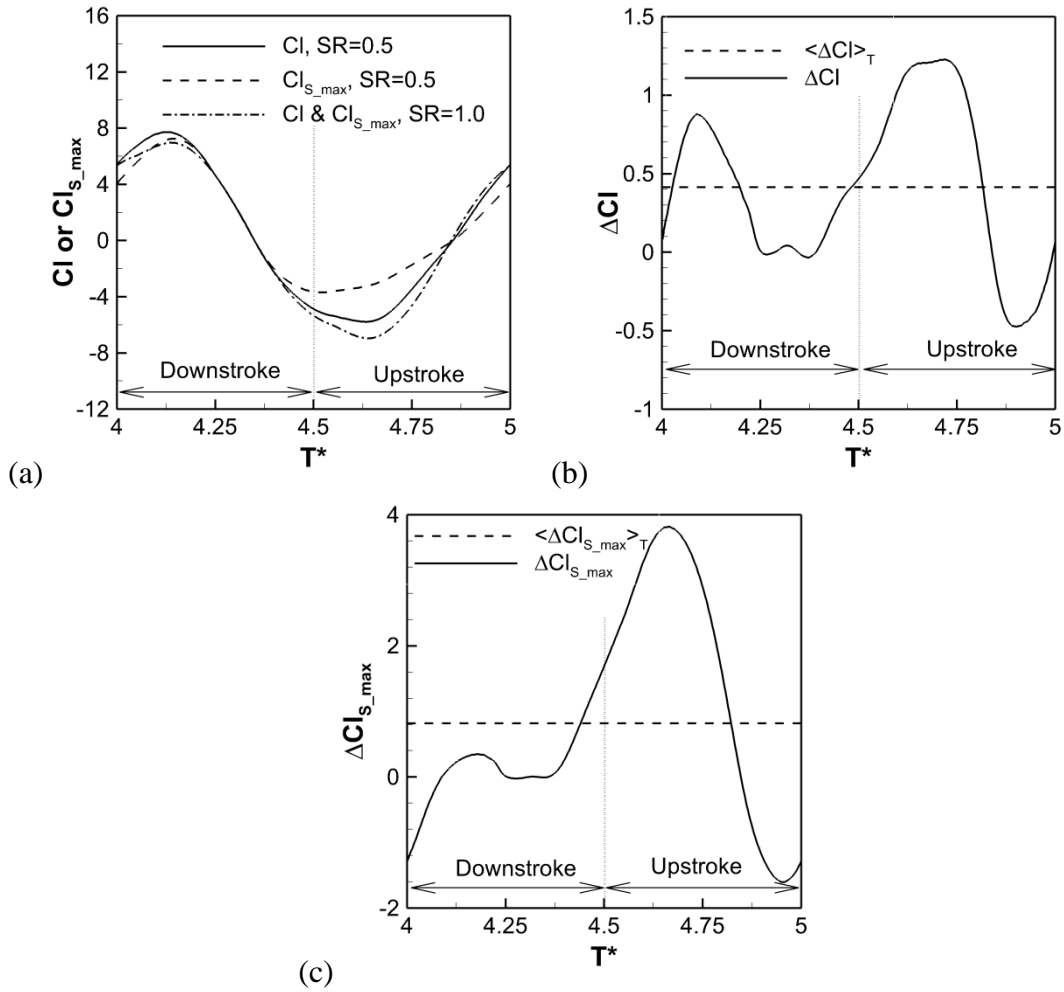 16
12
8
4
0
-4
-8
-12
Cl or Cl_S_max
Cl, SR=0.5
Cl_S_max, SR=0.5
Cl & Cl_S_max, SR=1.0
Downstroke
Upstroke
4
4.25
4.5
4.75
5
T*
(a)
1.5
1
0.5
0
-0.5
-1
ΔCl
<ΔCl>_T
ΔCl
Downstroke
Upstroke
4
4.25
4.5
4.75
5
T*
(b)
4
2
0
-2
ΔCl_S_max
<ΔCl_S_max>_T
ΔCl_S_max
Downstroke
Upstroke
4
4.25
4.5
4.75
5
T*
(c)